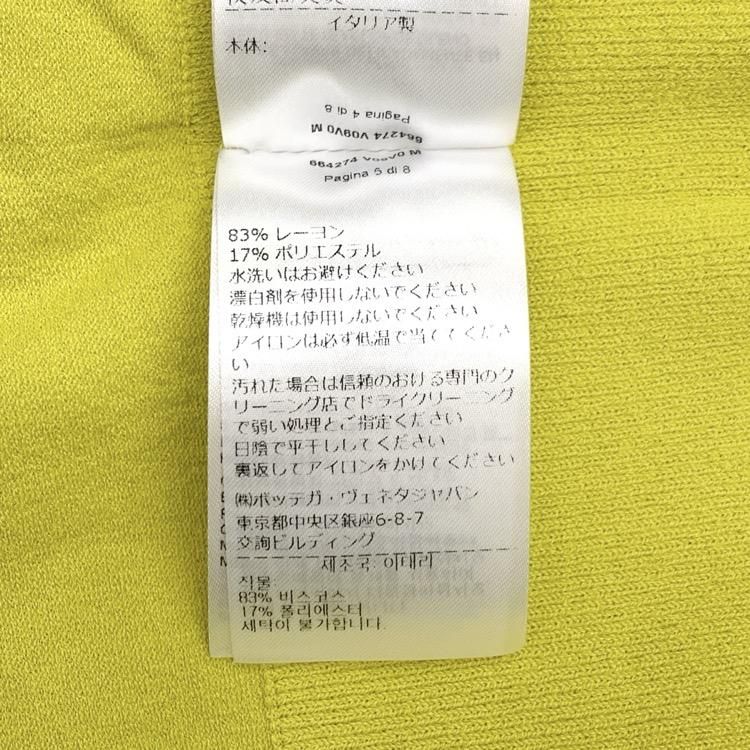 イタリア製
本体:
Pagina 4 di 8
664274 V09V0 M
664274 V09V0 M
Pagina 5 di 8
83% レーヨン
17% ポリエステル
水洗いはお避けください
漂白剤を使用しないでください
乾燥機は使用しないでください
アイロンは必ず低温で当ててくださ
い
汚れた場合は信頼のおける専門のク
リーニング店でドライクリーニング
で弱い処理とご指定ください
日陰で平干ししてください
裏返してアイロンをかけてください
㈱ボッテガ・ヴェネタジャパン
東京都中央区銀座6-8-7
交詢ビルディング
제조국: 이태리
직물:
83% 비스코스
17% 폴리에스터
세탁이 불가합니다.